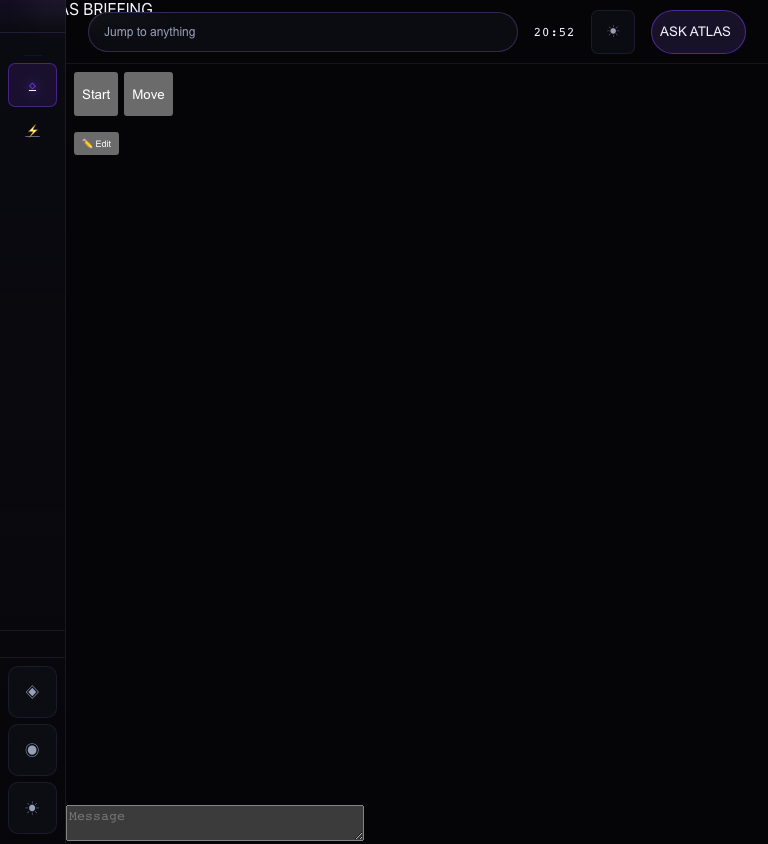 AS BRIEFING
Jump to anything
20:52
ASK ATLAS
Start
Move
Edit
Message